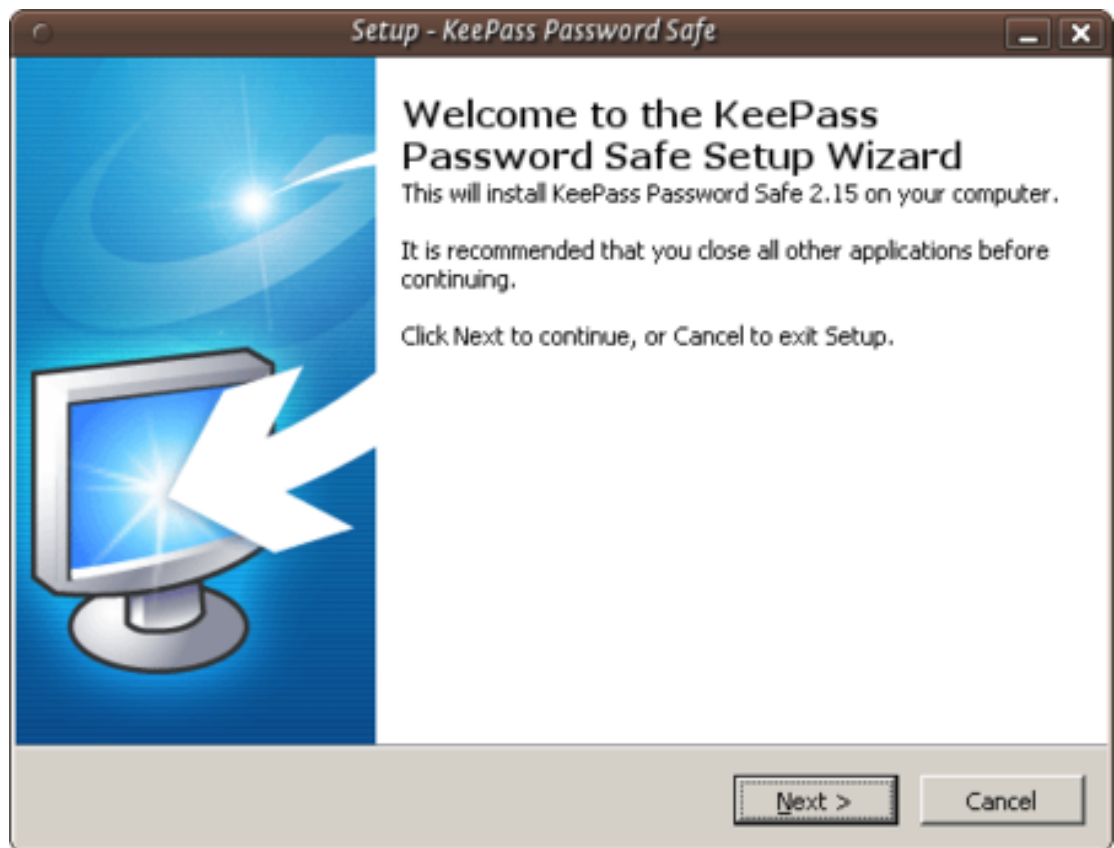 Setup - KeePass Password Safe
Welcome to the KeePass
Password Safe Setup Wizard
This will install KeePass Password Safe 2.15 on your computer.
It is recommended that you close all other applications before
continuing.
Click Next to continue, or Cancel to exit Setup.
Next >
Cancel